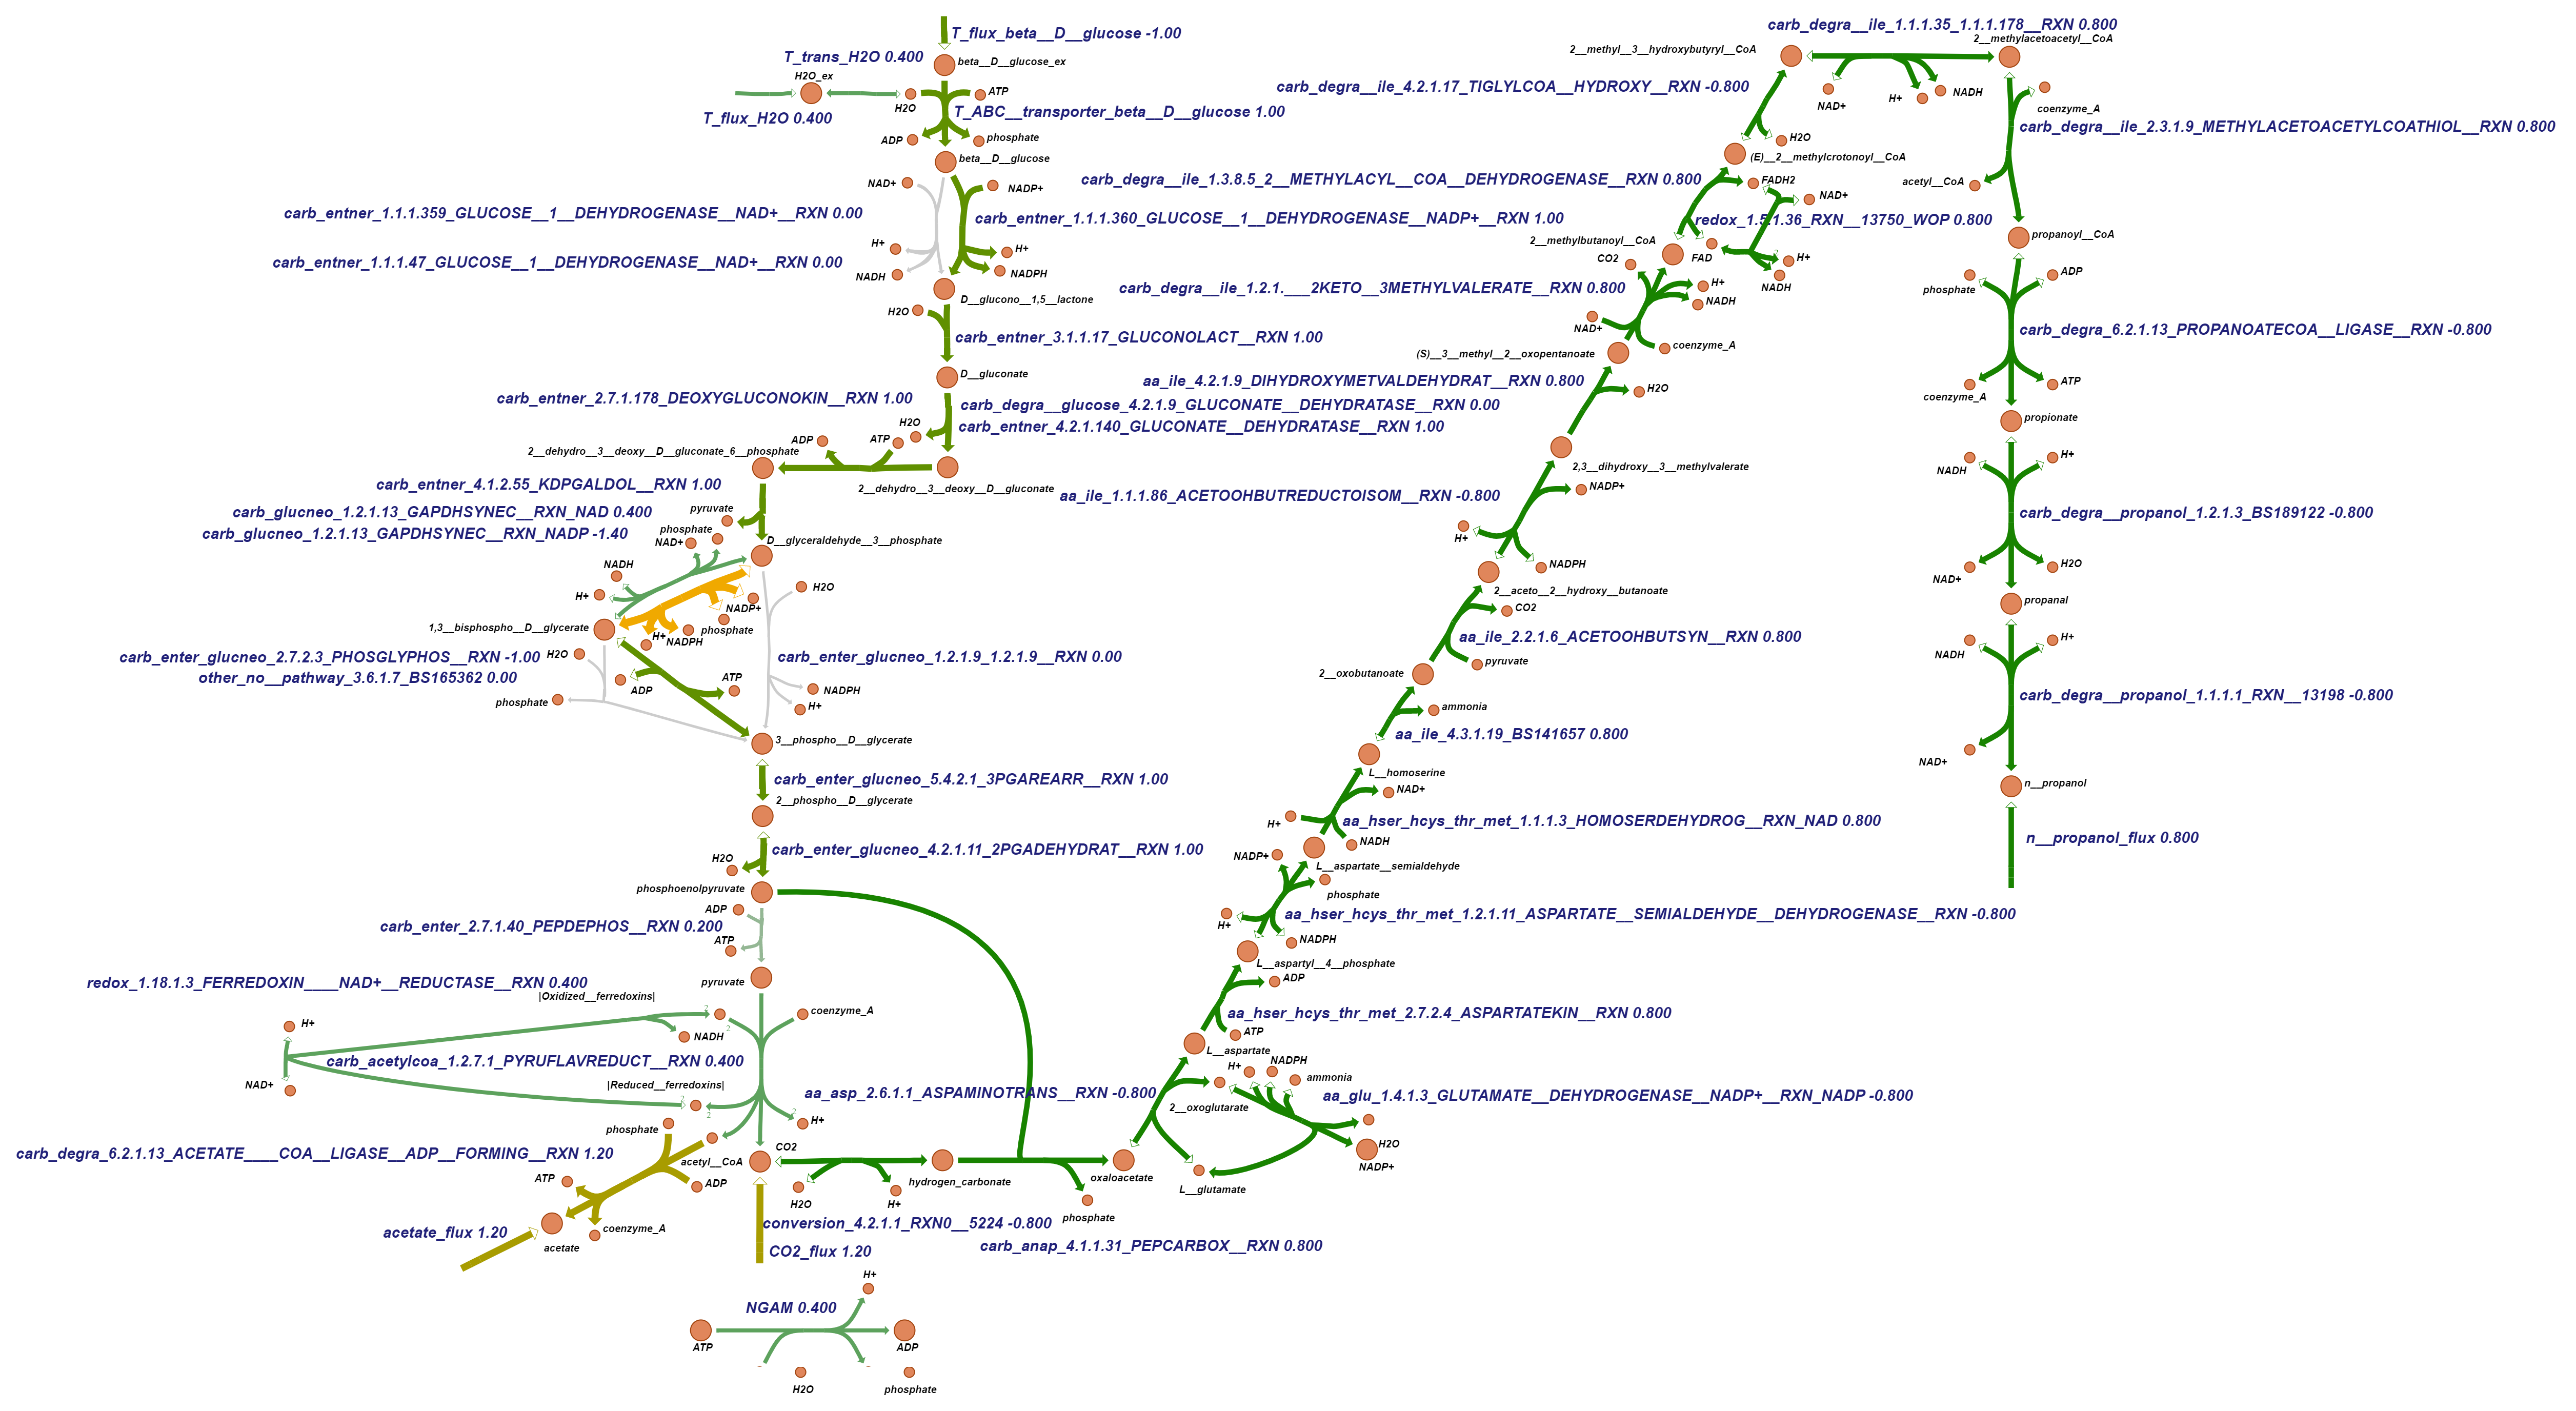 T_flux_beta__D__glucose -1.00
beta__D__glucose_ex
T_trans_H2O 0.400
H2O_ex
H2O
ATP
T_flux_H2O 0.400
T_ABC__transporter_beta__D__glucose 1.00
ADP
phosphate
beta__D__glucose
NAD+
NADP+
carb_entner_1.1.1.359_GLUCOSE__1__DEHYDROGENASE__NAD+__RXN 0.00
carb_entner_1.1.1.360_GLUCOSE__1__DEHYDROGENASE__NADP+__RXN 1.00
H+
H+
carb_entner_1.1.1.47_GLUCOSE__1__DEHYDROGENASE__NAD+__RXN 0.00
NADH
NADPH
D__glucono__1,5__lactone
H2O
carb_entner_3.1.1.17_GLUCONOLACT__RXN 1.00
D__gluconate
carb_entner_2.7.1.178_DEOXYGLUCONOKIN__RXN 1.00
carb_degra__glucose_4.2.1.9_GLUCONATE__DEHYDRATASE__RXN 0.00
H2O
carb_entner_4.2.1.140_GLUCONATE__DEHYDRATASE__RXN 1.00
ADP
ATP
2__dehydro__3__deoxy__D__gluconate_6__phosphate
2__dehydro__3__deoxy__D__gluconate
carb_entner_4.1.2.55_KDPGALDOL__RXN 1.00
pyruvate
carb_glucneo_1.2.1.13_GAPDHSYNEC__RXN_NAD 0.400
phosphate
carb_glucneo_1.2.1.13_GAPDHSYNEC__RXN_NADP -1.40
NAD+
D__glyceraldehyde__3__phosphate
NADH
H2O
H+
NADP+
1,3__bisphospho__D__glycerate
phosphate
H+
NADPH
carb_enter_glucneo_2.7.2.3_PHOSGLYPHOS__RXN -1.00
H2O
carb_enter_glucneo_1.2.1.9_1.2.1.9__RXN 0.00
other_no__pathway_3.6.1.7_BS165362 0.00
ADP
ATP
NADPH
phosphate
H+
3__phospho__D__glycerate
carb_enter_glucneo_5.4.2.1_3PGAREARR__RXN 1.00
2__phospho__D__glycerate
carb_enter_glucneo_4.2.1.11_2PGADEHYDRAT__RXN 1.00
H2O
phosphoenolpyruvate
ADP
carb_enter_2.7.1.40_PEPDEPHOS__RXN 0.200
ATP
pyruvate
redox_1.18.1.3_FERREDOXIN____NAD+__REDUCTASE__RXN 0.400
|Oxidized__ferredoxins|
2
coenzyme_A
H+
NADH
2
carb_acetylcoa_1.2.7.1_PYRUFLAVREDUCT__RXN 0.400
NAD+
|Reduced__ferredoxins|
2
2
2
H+
phosphate
carb_degra_6.2.1.13_ACETATE____COA__LIGASE__ADP__FORMING__RXN 1.20
acetyl__CoA
CO2
ATP
ADP
acetate_flux 1.20
acetate
coenzyme_A
H2O
H+
hydrogen_carbonate
oxaloacetate
phosphate
conversion_4.2.1.1_RXN0__5224 -0.800
CO2_flux 1.20
carb_anap_4.1.1.31_PEPCARBOX__RXN 0.800
H+
NGAM 0.400
ATP
ADP
H2O
phosphate
aa_asp_2.6.1.1_ASPAMINOTRANS__RXN -0.800
2__oxoglutarate
L__glutamate
H+
NADPH
ammonia
aa_glu_1.4.1.3_GLUTAMATE__DEHYDROGENASE__NADP+__RXN_NADP -0.800
H2O
NADP+
L__aspartate
ATP
aa_hser_hcys_thr_met_2.7.2.4_ASPARTATEKIN__RXN 0.800
ADP
L__aspartyl__4__phosphate
NADPH
H+
aa_hser_hcys_thr_met_1.2.1.11_ASPARTATE__SEMIALDEHYDE__DEHYDROGENASE__RXN -0.800
phosphate
NADP+
L__aspartate__semialdehyde
NADH
H+
aa_hser_hcys_thr_met_1.1.1.3_HOMOSERDEHYDROG__RXN_NAD 0.800
NAD+
L__homoserine
aa_ile_4.3.1.19_BS141657 0.800
ammonia
2__oxobutanoate
pyruvate
aa_ile_2.2.1.6_ACETOOHBUTSYN__RXN 0.800
CO2
2__aceto__2__hydroxy__butanoate
NADPH
H+
aa_ile_1.1.1.86_ACETOOHBUTREDUCTOISOM__RXN -0.800
NADP+
2,3__dihydroxy__3__methylvalerate
aa_ile_4.2.1.9_DIHYDROXYMETVALDEHYDRAT__RXN 0.800
H2O
(S)__3__methyl__2__oxopentanoate
coenzyme_A
NAD+
carb_degra__ile_1.2.1.___2KETO__3METHYLVALERATE__RXN 0.800
NADH
H+
CO2
2__methylbutanoyl__CoA
FAD
carb_degra__ile_1.3.8.5_2__METHYLACYL__COA__DEHYDROGENASE__RXN 0.800
FADH2
NAD+
redox_1.5.1.36_RXN__13750_WOP 0.800
2
H+
NADH
(E)__2__methylcrotonoyl__CoA
H2O
carb_degra__ile_4.2.1.17_TIGLYLCOA__HYDROXY__RXN -0.800
2__methyl__3__hydroxybutyryl__CoA
carb_degra__ile_1.1.1.35_1.1.1.178__RXN 0.800
2__methylacetoacetyl__CoA
NAD+
H+
NADH
coenzyme_A
carb_degra__ile_2.3.1.9_METHYLACETOACETYLCOATHIOL__RXN 0.800
acetyl__CoA
propanoyl__CoA
ADP
phosphate
carb_degra_6.2.1.13_PROPANOATECOA__LIGASE__RXN -0.800
ATP
coenzyme_A
propionate
H+
NADH
carb_degra__propanol_1.2.1.3_BS189122 -0.800
H2O
NAD+
propanal
H+
NADH
carb_degra__propanol_1.1.1.1_RXN__13198 -0.800
NAD+
n__propanol
n__propanol_flux 0.800